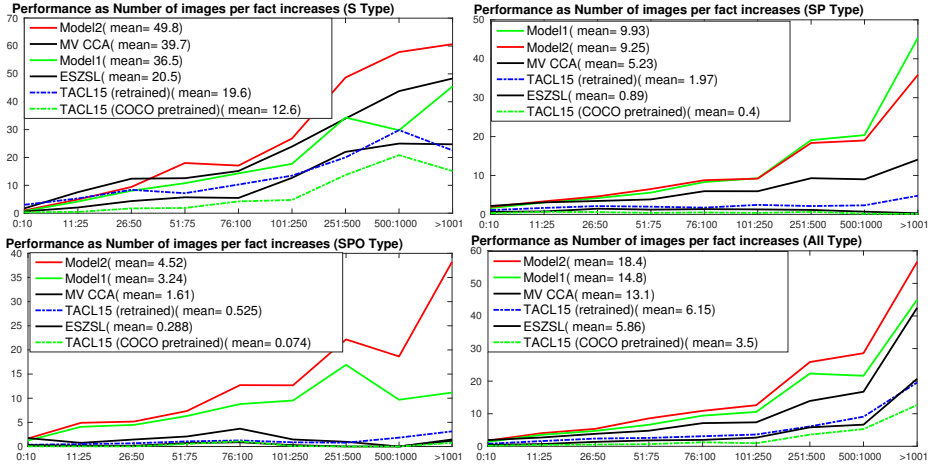 Performance as Number of images per fact increases (S Type)
70
60
50
40
30
20
10
0
Model2( mean= 49.8)
MV CCA( mean= 39.7)
Model1( mean= 36.5)
ESZSL( mean= 20.5)
TACL15 (retrained)( mean= 19.6)
TACL15 (COCO pretrained)( mean= 12.6)
0:10 11:25 26:50 51:75 76:100 101:250 251:500 500:1000 >1001
Performance as Number of images per fact increases (SP Type)
50
40
30
20
10
0
Model1( mean= 9.93)
Model2( mean= 9.25)
MV CCA( mean= 5.23)
TACL15 (retrained)( mean= 1.97)
ESZSL( mean= 0.89)
TACL15 (COCO pretrained)( mean= 0.4)
0:10 11:25 26:50 51:75 76:100 101:250 251:500 500:1000 >1001
Performance as Number of images per fact increases (SPO Type)
40
35
30
25
20
15
10
5
0
Model2( mean= 4.52)
Model1( mean= 3.24)
MV CCA( mean= 1.61)
TACL15 (retrained)( mean= 0.525)
ESZSL( mean= 0.288)
TACL15 (COCO pretrained)( mean= 0.074)
0:10 11:25 26:50 51:75 76:100 101:250 251:500 500:1000 >1001
Performance as Number of images per fact increases (All Type)
60
50
40
30
20
10
0
Model2( mean= 18.4)
Model1( mean= 14.8)
MV CCA( mean= 13.1)
TACL15 (retrained)( mean= 6.15)
ESZSL( mean= 5.86)
TACL15 (COCO pretrained)( mean= 3.5)
0:10 11:25 26:50 51:75 76:100 101:250 251:500 500:1000 >1001